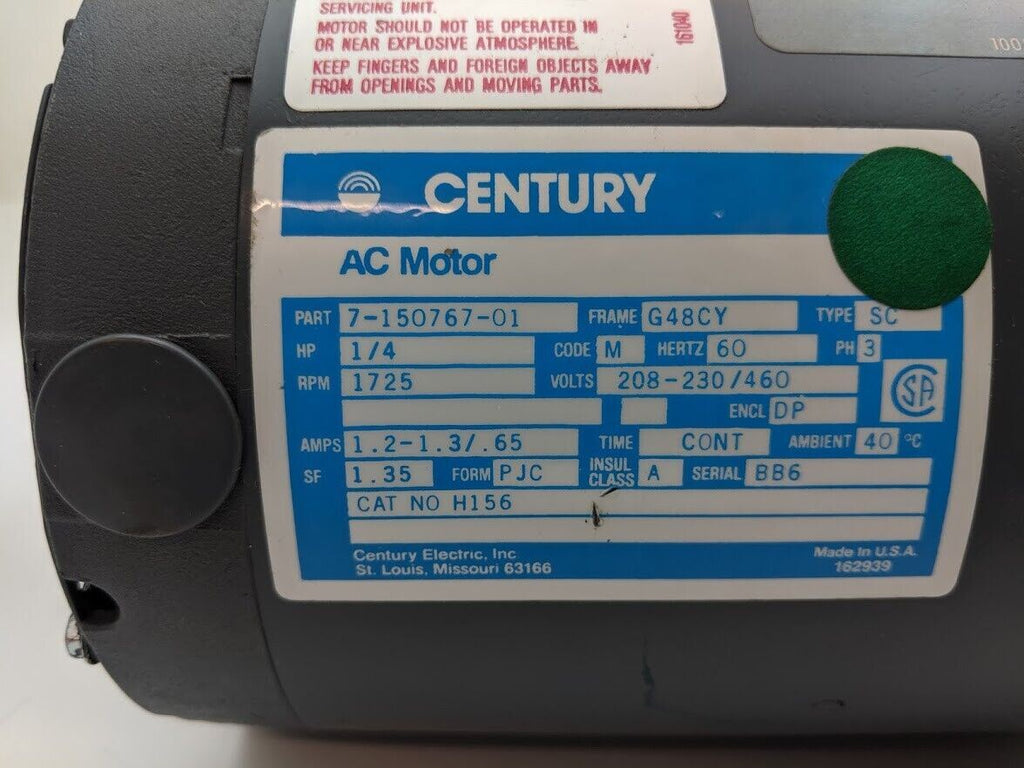 SERVICING UNIT.
MOTOR SHOULD NOT BE OPERATED IN
OR NEAR EXPLOSIVE ATMOSPHERE.
KEEP FINGERS AND FOREIGN OBJECTS AWAY
FROM OPENINGS AND MOVING PARTS.
161040
100
CENTURY
AC Motor
PART 7-150767-01 FRAME G48CY TYPE SC
HP 1/4 CODE M HERTZ 60 PH 3
RPM 1725 VOLTS 208-230/460
ENCL DP
AMPS 1.2-1.3/.65 TIME CONT AMBIENT 40 °C
SF 1.35 FORM PJC INSUL CLASS A SERIAL BB6
CAT NO H156
Century Electric, Inc
St. Louis, Missouri 63166
Made In U.S.A.
162939
SA